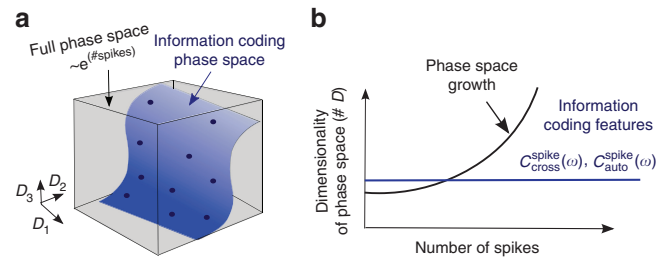 a
Full phase space
~e^(#spikes)
Information coding
phase space
D3
D2
D1
b
Dimensionality
of phase space (# D)
Phase space
growth
Information
coding features
C^spike_cross(ω), C^spike_auto(ω)
Number of spikes